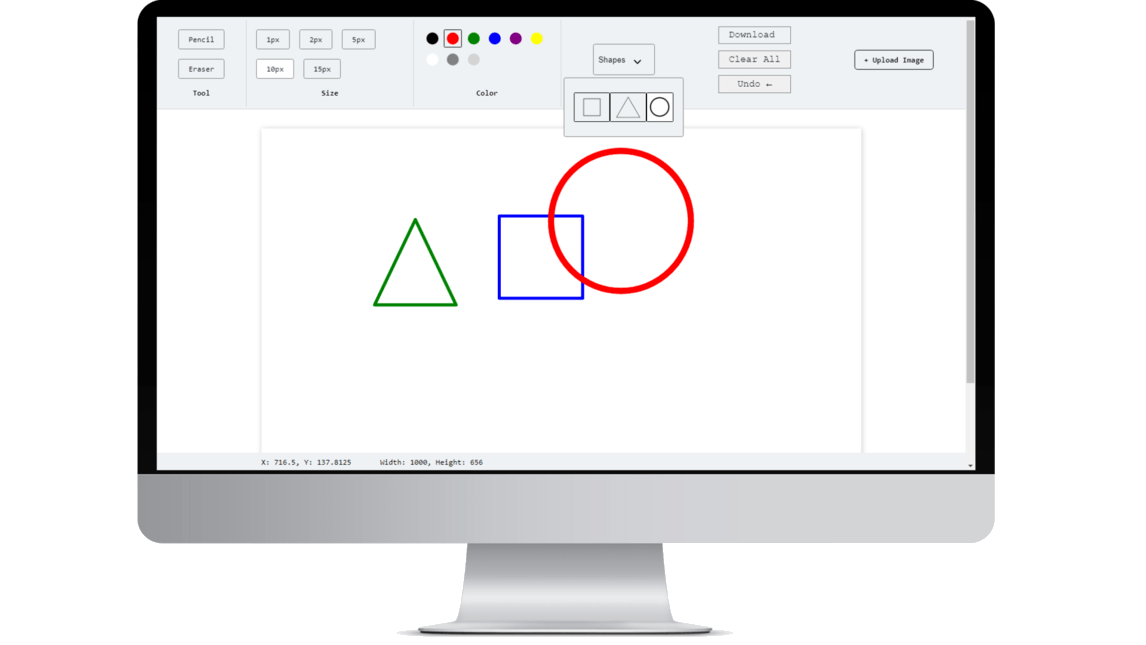 Pencil
Eraser
Tool
1px
2px
5px
10px
15px
Size
Color
Shapes
Download
Clear All
Undo ←
+ Upload Image
X: 716.5, Y: 137.8125
Width: 1000, Height: 656